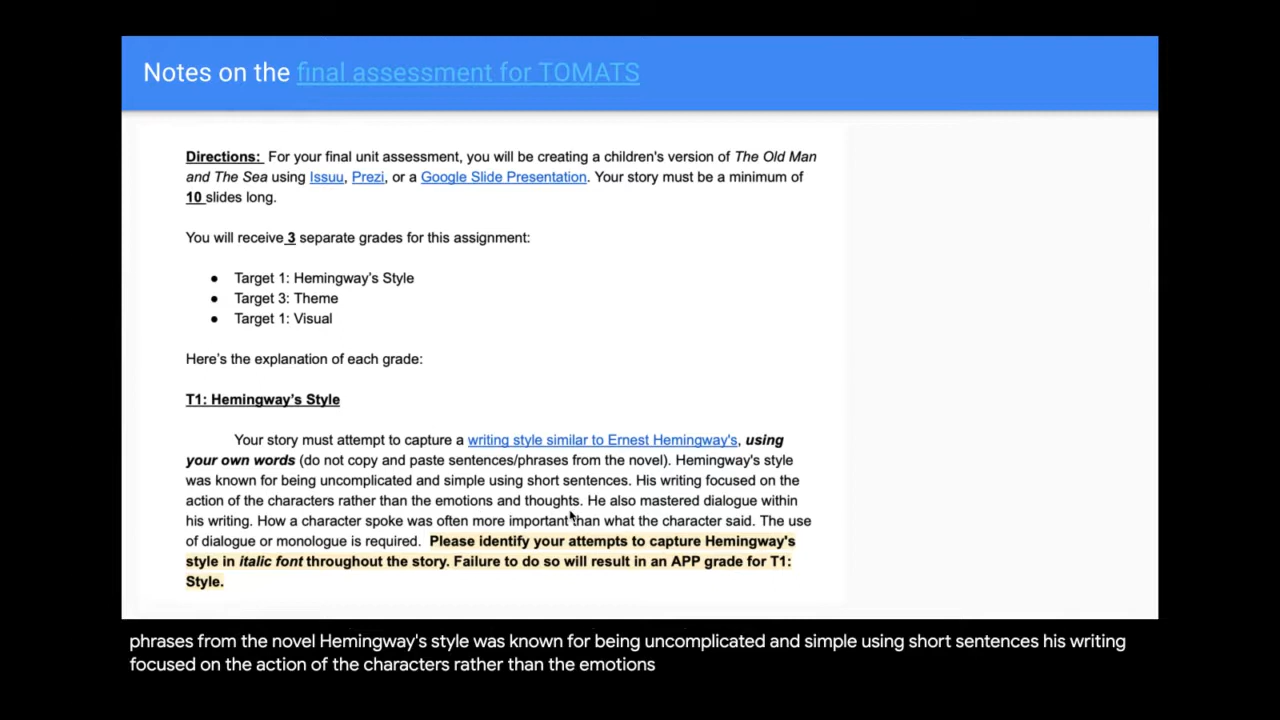 Notes on the final assessment for TOMATS
Directions: For your final unit assessment, you will be creating a children's version of The Old Man
and The Sea using Issuu, Prezi, or a Google Slide Presentation. Your story must be a minimum of
10 slides long.
You will receive 3 separate grades for this assignment:
● Target 1: Hemingway's Style
● Target 3: Theme
● Target 1: Visual
Here's the explanation of each grade:
T1: Hemingway's Style
Your story must attempt to capture a writing style similar to Ernest Hemingway's, using
your own words (do not copy and paste sentences/phrases from the novel). Hemingway's style
was known for being uncomplicated and simple using short sentences. His writing focused on the
action of the characters rather than the emotions and thoughts. He also mastered dialogue within
his writing. How a character spoke was often more important than what the character said. The use
of dialogue or monologue is required. Please identify your attempts to capture Hemingway's
style in italic font throughout the story. Failure to do so will result in an APP grade for T1:
Style.
phrases from the novel Hemingway's style was known for being uncomplicated and simple using short sentences his writing
focused on the action of the characters rather than the emotions